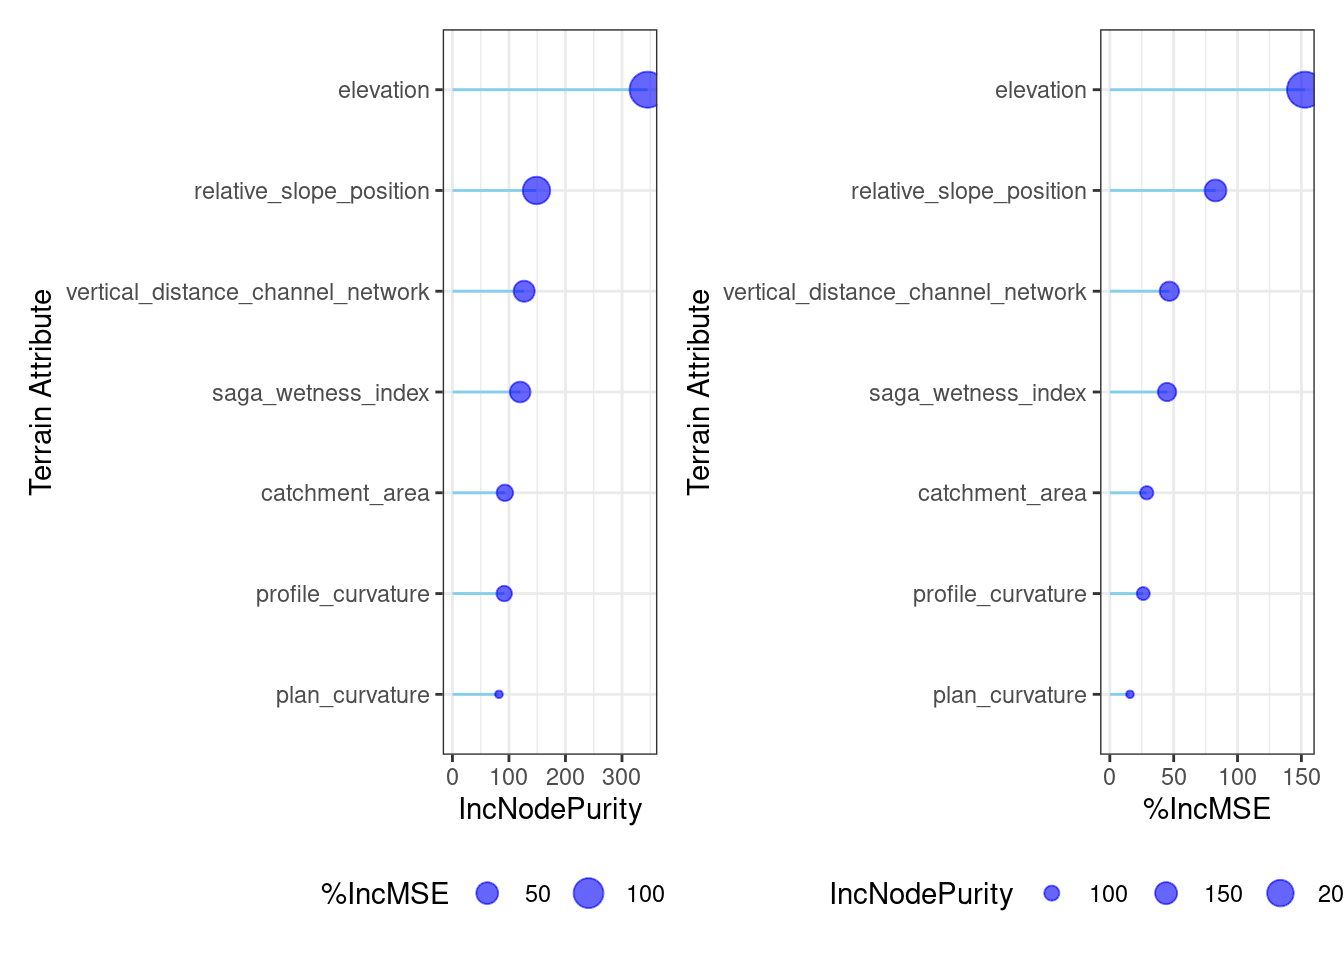 elevation
relative_slope_position
vertical_distance_channel_network
saga_wetness_index
catchment_area
profile_curvature
plan_curvature
Terrain Attribute
0 100 200 300
IncNodePurity
%IncMSE 50 100
elevation
relative_slope_position
vertical_distance_channel_network
saga_wetness_index
catchment_area
profile_curvature
plan_curvature
Terrain Attribute
0 50 100 150
%IncMSE
IncNodePurity 100 150 20